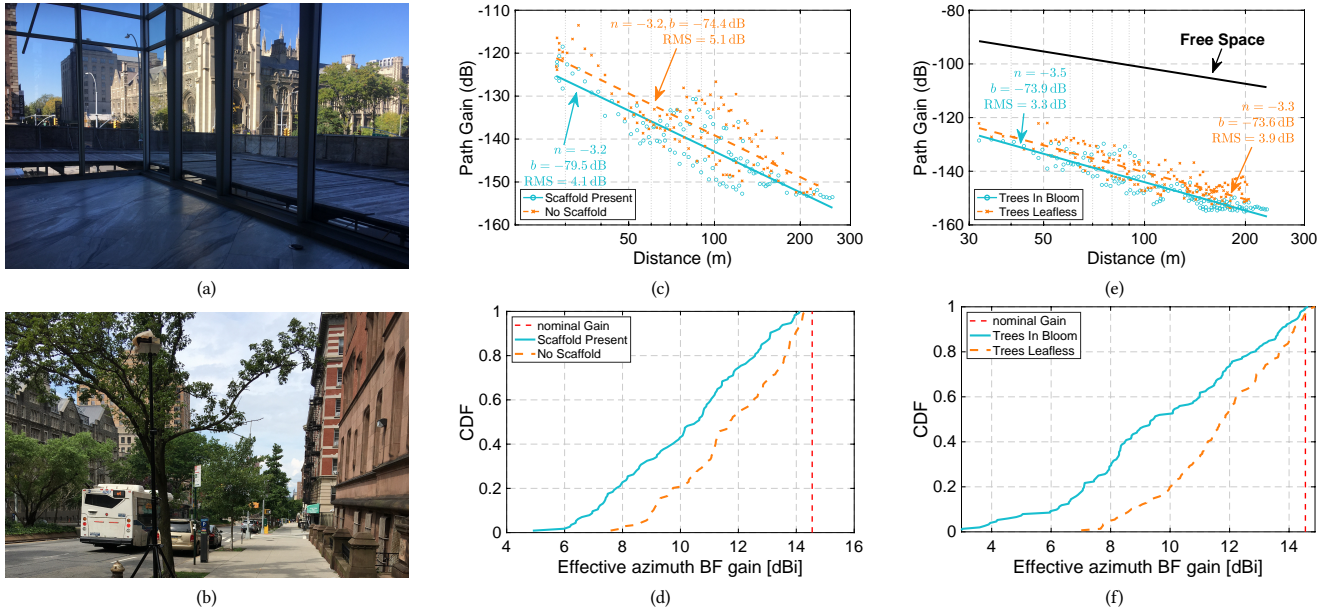 (a)
(b)
-110
-120
-130
-140
-150
-160
Path Gain (dB)
n = −3.2, b = −74.4 dB
RMS = 5.1 dB
n = −3.2
b = −79.5 dB
RMS = 4.1 dB
Scaffold Present
No Scaffold
50 100 200 300
Distance (m)
(c)
1
0.8
0.6
0.4
0.2
0
CDF
nominal Gain
Scaffold Present
No Scaffold
4 6 8 10 12 14 16
Effective azimuth BF gain [dBi]
(d)
-80
-100
-120
-140
-160
Path Gain (dB)
Free Space
n = −3.5
b = −73.9 dB
RMS 3.3 dB
n = −3.3
b = −73.6 dB
RMS = 3.9 dB
Trees In Bloom
Trees Leafless
30 50 100 200 300
Distance (m)
(e)
1
0.8
0.6
0.4
0.2
0
CDF
nominal Gain
Trees In Bloom
Trees Leafless
4 6 8 10 12 14
Effective azimuth BF gain [dBi]
(f)